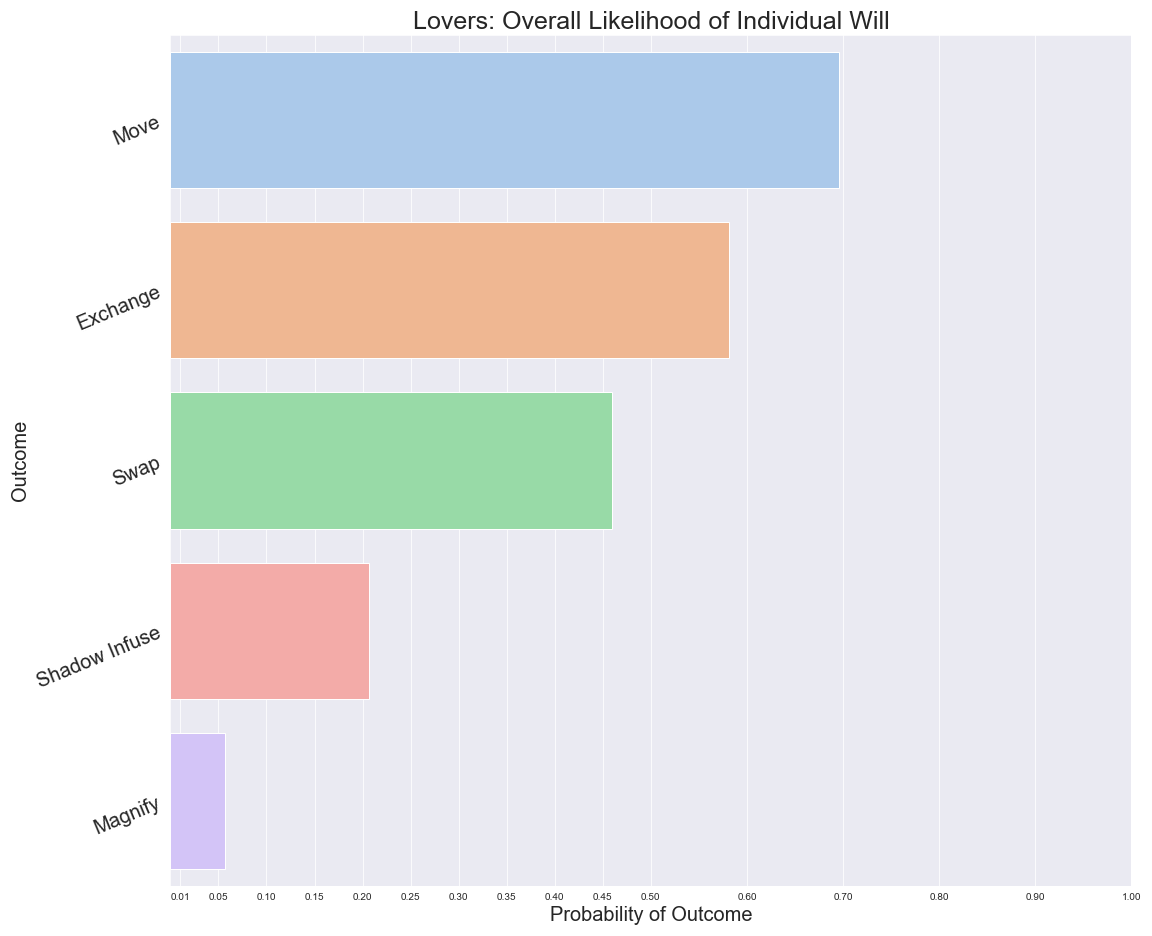 Lovers: Overall Likelihood of Individual Will
Move
Exchange
Swap
Shadow Infuse
Magnify
Outcome
0.01 0.05 0.10 0.15 0.20 0.25 0.30 0.35 0.40 0.45 0.50 0.60 0.70 0.80 0.90 1.00
Probability of Outcome